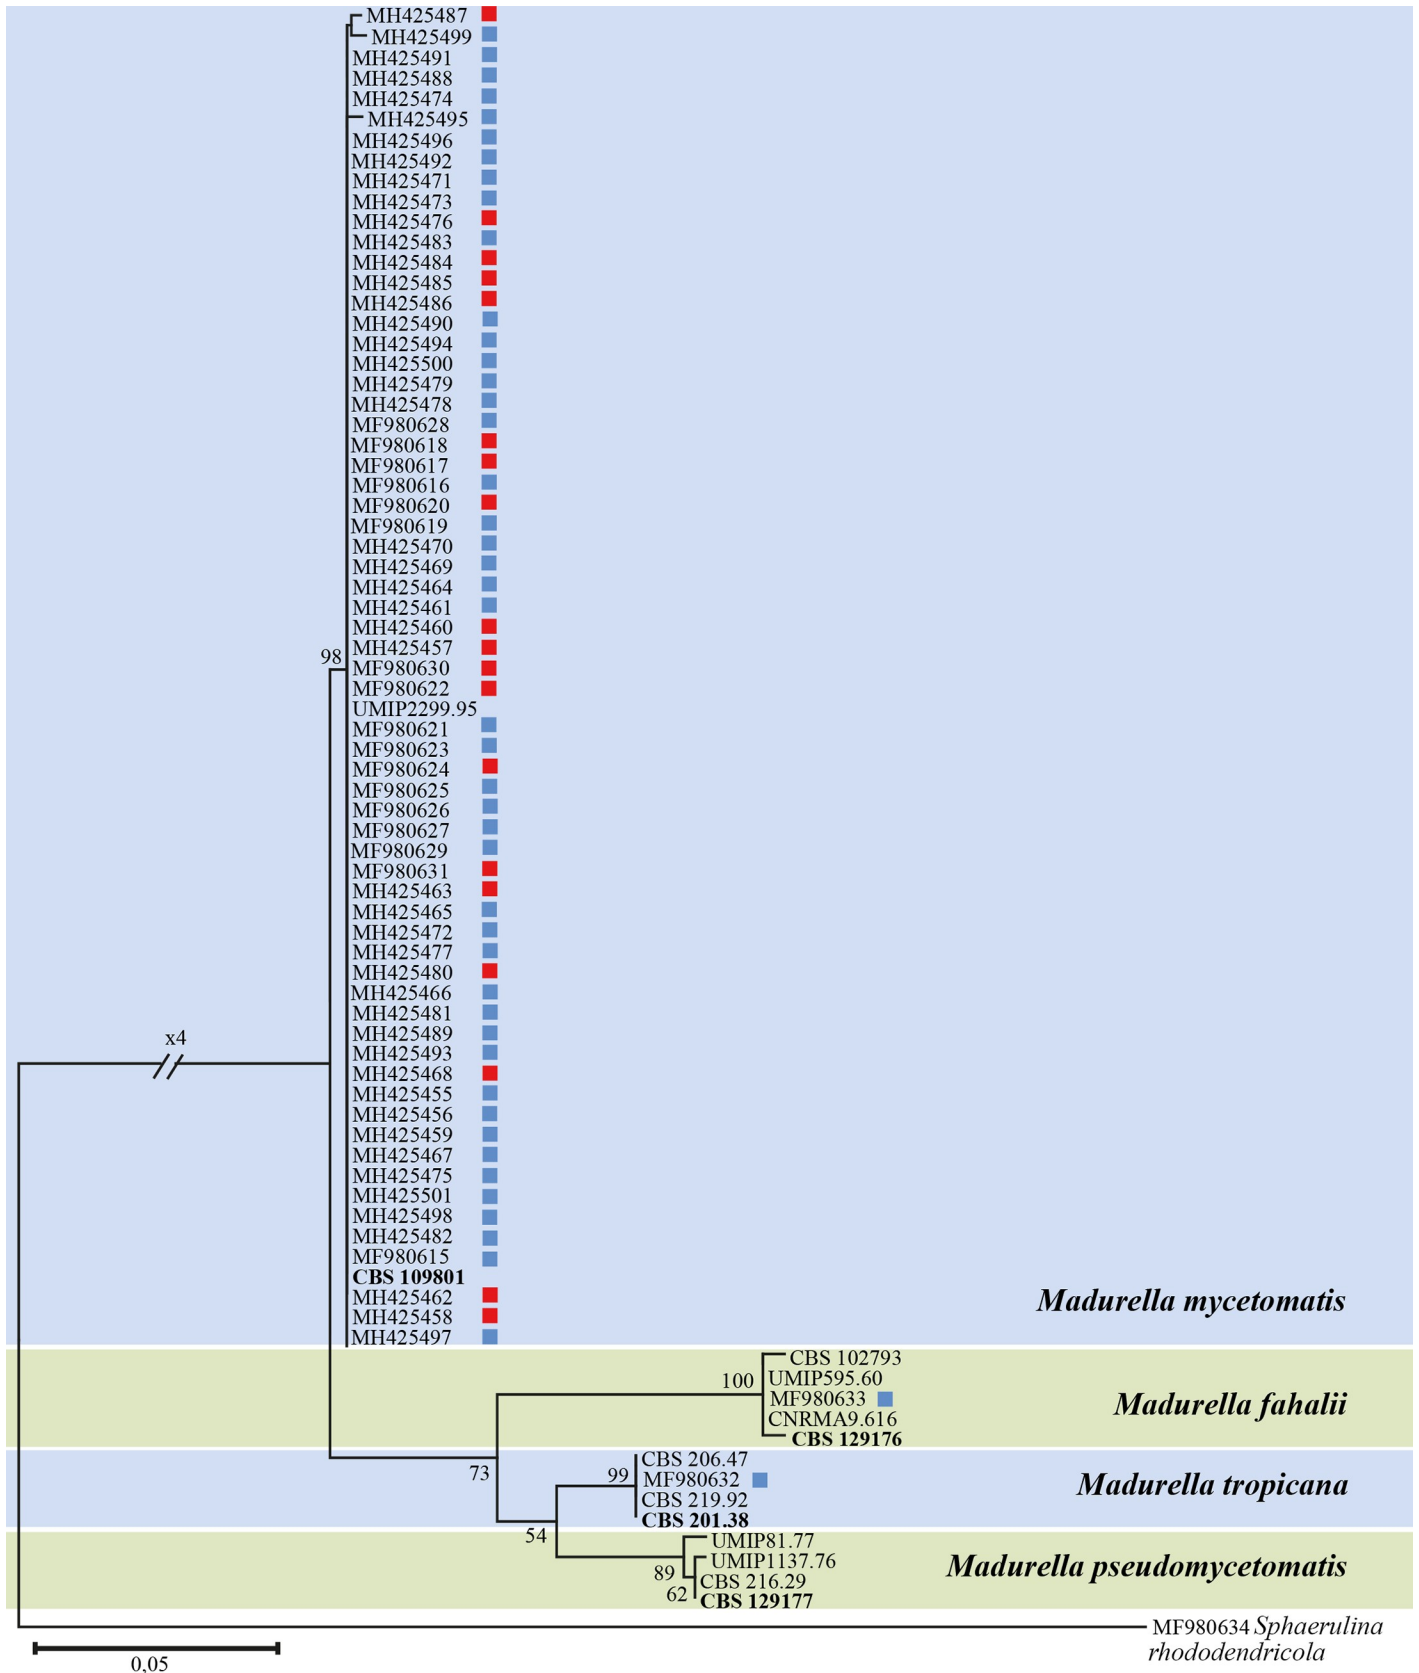 MH425487
MH425499
MH425491
MH425488
MH425474
MH425495
MH425496
MH425492
MH425471
MH425473
MH425476
MH425483
MH425484
MH425485
MH425486
MH425490
MH425494
MH425500
MH425479
MH425478
MF980628
MF980618
MF980617
MF980616
MF980620
MF980619
MH425470
MH425469
MH425464
MH425461
MH425460
MH425457
98
MF980630
MF980622
UMIP2299.95
MF980621
MF980623
MF980624
MF980625
MF980626
MF980627
MF980629
MF980631
MH425463
MH425465
MH425472
MH425477
MH425480
MH425466
MH425481
MH425489
x4
MH425493
MH425468
MH425455
MH425456
MH425459
MH425467
MH425475
MH425501
MH425498
MH425482
MF980615
CBS 109801
MH425462
Madurella mycetomatis
MH425458
MH425497
CBS 102793
100
UMIP595.60
MF980633
Madurella fahalii
CNRMA9.616
CBS 129176
CBS 206.47
73
99
MF980632
Madurella tropicana
CBS 219.92
CBS 201.38
54
UMIP81.77
UMIP1137.76
Madurella pseudomycetomatis
89
CBS 216.29
62
CBS 129177
MF980634 Sphaerulina
rhododendricola
0,05